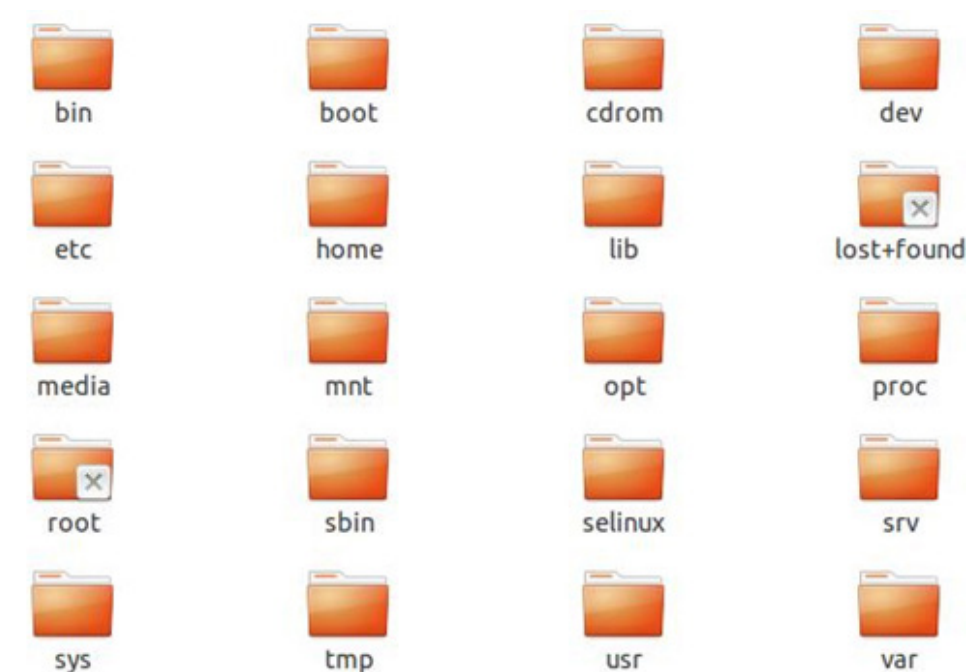 bin boot cdrom dev
etc home lib lost+found
media mnt opt proc
root sbin selinux srv
sys tmp usr var